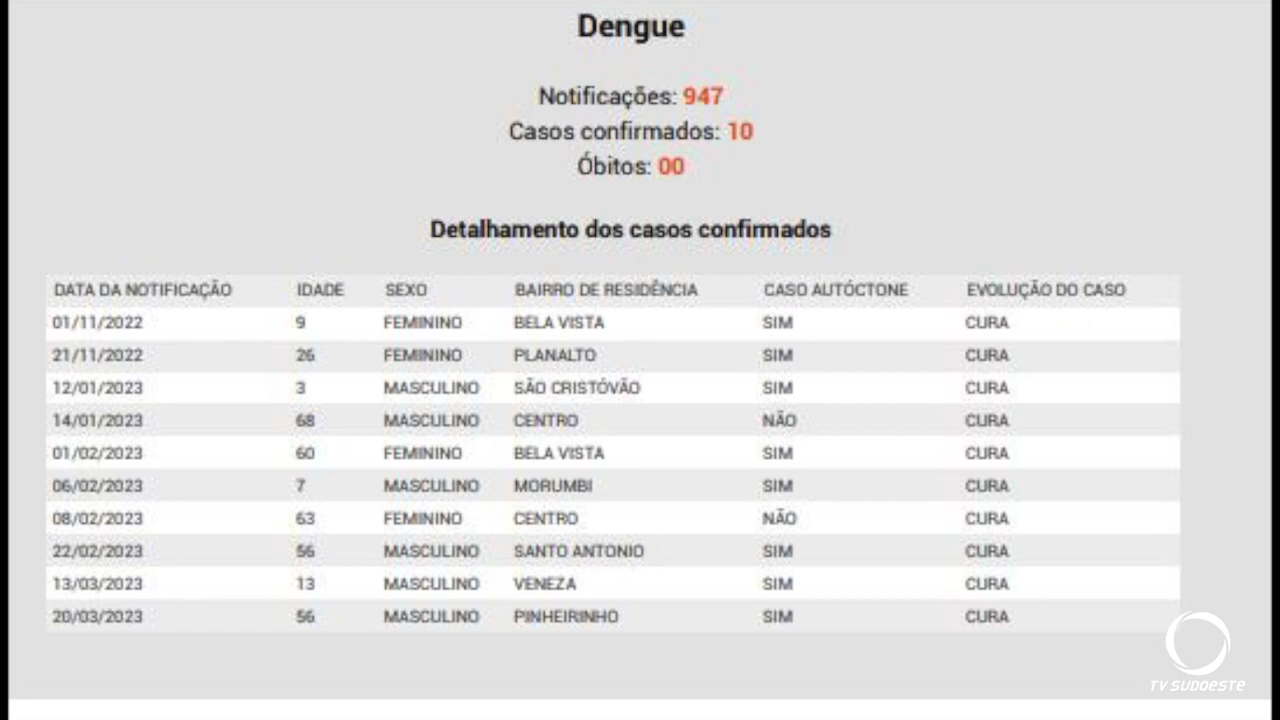 Dengue
Notificações: 947
Casos confirmados: 10
Óbitos: 00
Detalhamento dos casos confirmados
DATA DA NOTIFICAÇÃO IDADE SEXO BAIRRO DE RESIDÊNCIA CASO AUTÓCTONE EVOLUÇÃO DO CASO
01/11/2022 9 FEMININO BELA VISTA SIM CURA
21/11/2022 26 FEMININO PLANALTO SIM CURA
12/01/2023 3 MASCULINO SÃO CRISTÓVÃO SIM CURA
14/01/2023 68 MASCULINO CENTRO NÃO CURA
01/02/2023 60 FEMININO BELA VISTA SIM CURA
06/02/2023 7 MASCULINO MORUMBI SIM CURA
08/02/2023 63 FEMININO CENTRO NÃO CURA
22/02/2023 56 MASCULINO SANTO ANTONIO SIM CURA
13/03/2023 13 MASCULINO VENEZA SIM CURA
20/03/2023 56 MASCULINO PINHEIRINHO SIM CURA
TV SUDOESTE